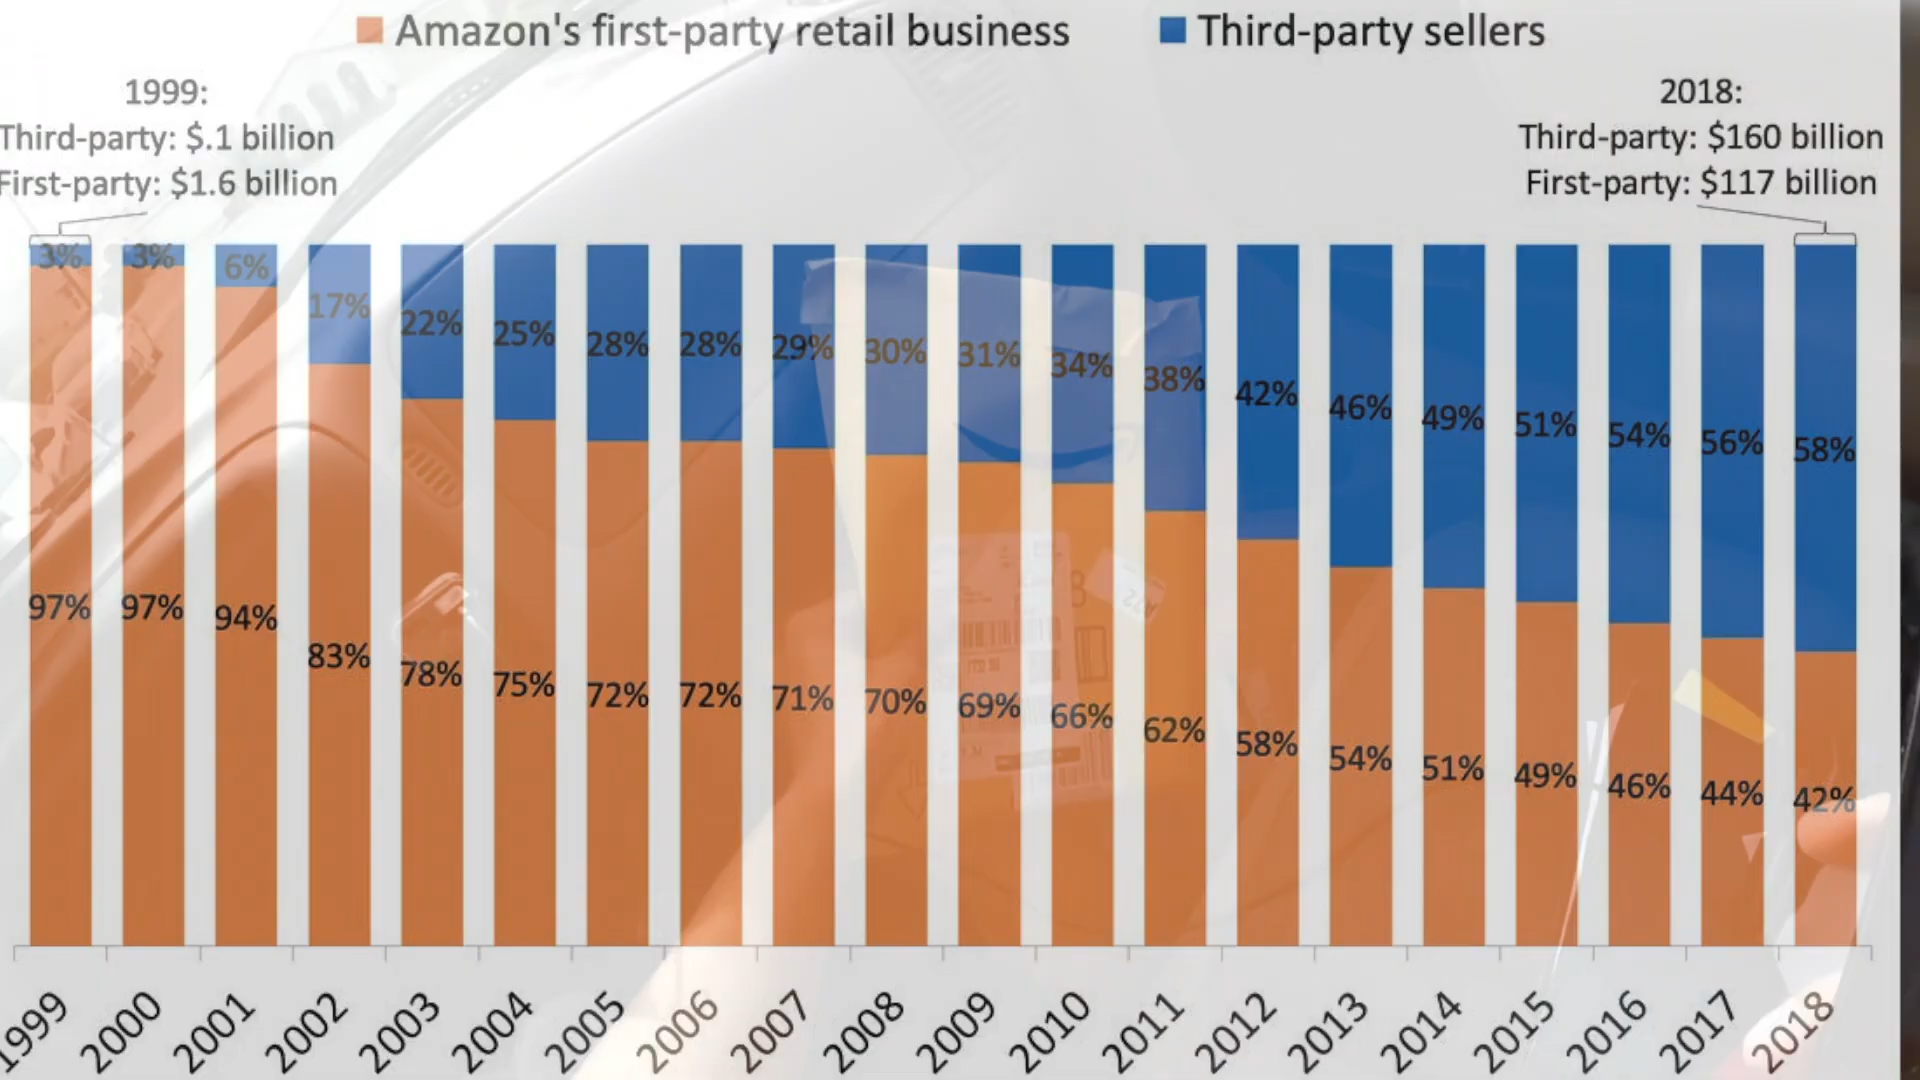 Amazon's first-party retail business
Third-party sellers
1999:
Third-party: $.1 billion
First-party: $1.6 billion
2018:
Third-party: $160 billion
First-party: $117 billion
3% 3% 6% 17% 22% 25% 28% 28% 29% 30% 31% 34% 38% 42% 46% 49% 51% 54% 56% 58%
97% 97% 94% 83% 78% 75% 72% 72% 71% 70% 69% 66% 62% 58% 54% 51% 49% 46% 44% 42%
1999 2000 2001 2002 2003 2004 2005 2006 2007 2008 2009 2010 2011 2012 2013 2014 2015 2016 2017 2018